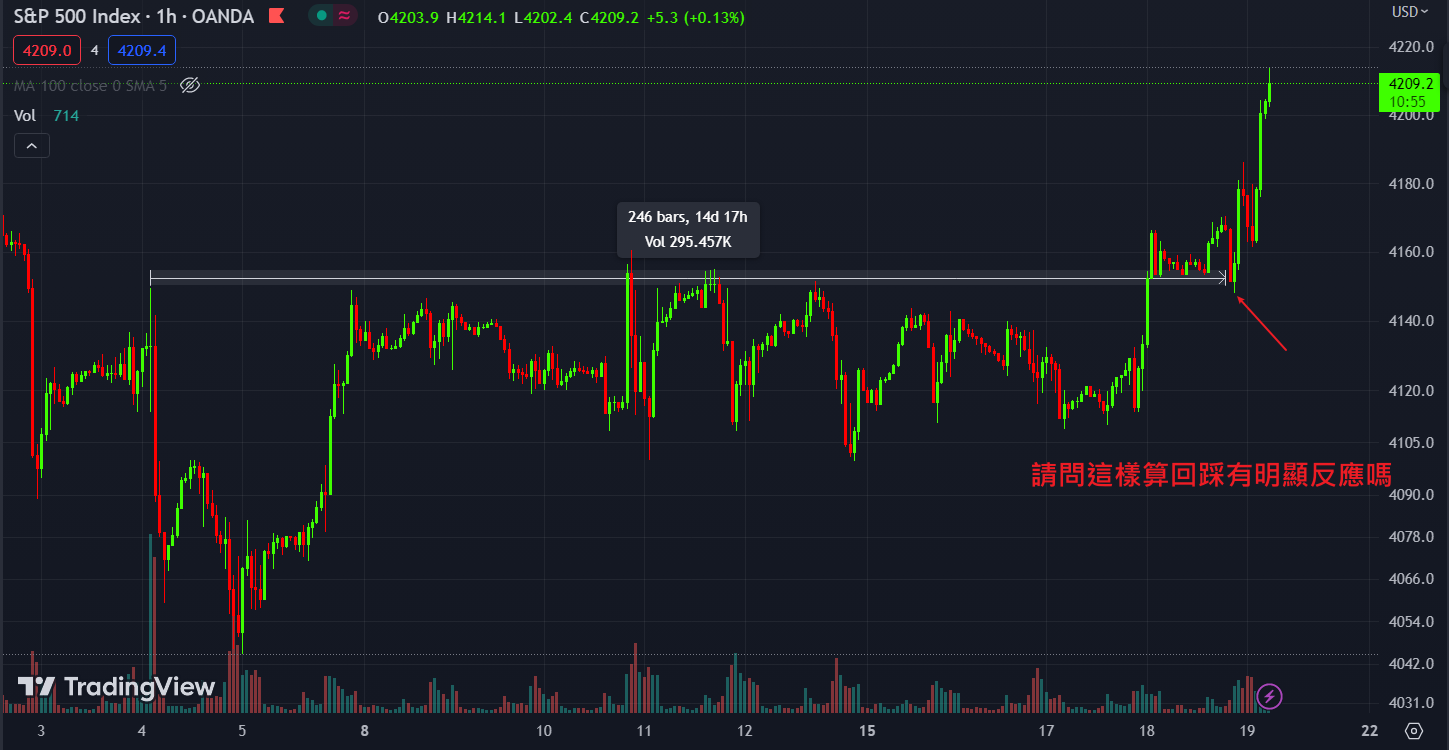 S&P 500 Index · 1h · OANDA
O4203.9 H4214.1 L4202.4 C4209.2 +5.3 (+0.13%)
USD
4209.0 4 4209.4
MA 100 close 0 SMA 5
Vol 714
246 bars, 14d 17h
Vol 295.457K
請問這樣算回踩有明顯反應嗎
4220.0
4209.2
10:55
4200.0
4180.0
4160.0
4140.0
4120.0
4105.0
4090.0
4078.0
4066.0
4054.0
4042.0
4031.0
TradingView
3 4 5 8 10 11 12 15 17 18 19 22